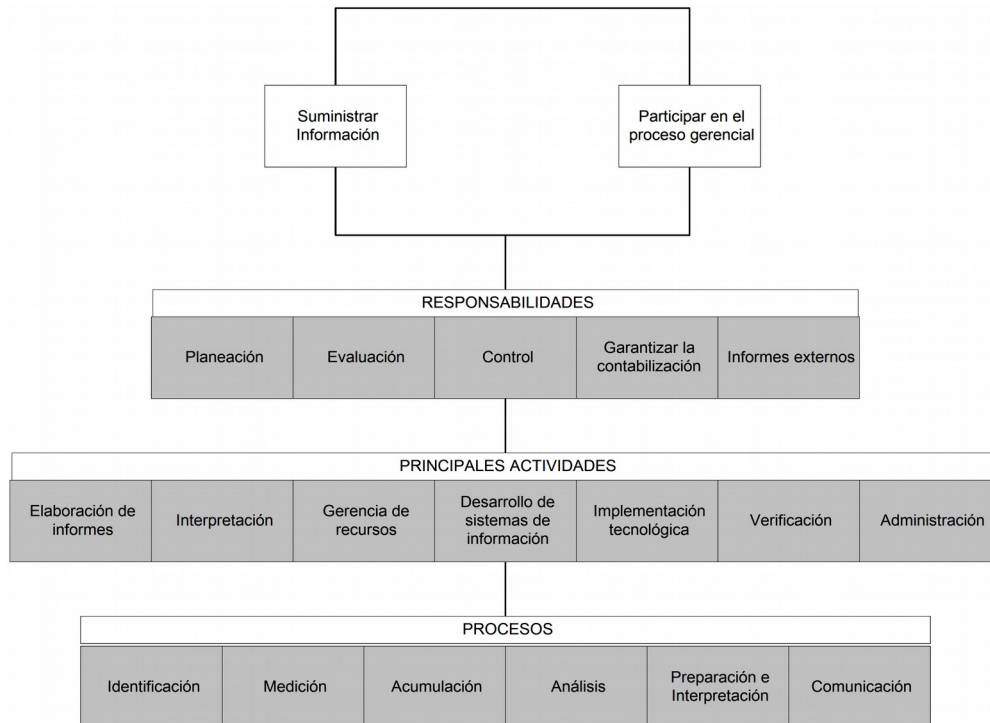 Suministrar
Información
Participar en el
proceso gerencial
RESPONSABILIDADES
Planeación
Evaluación
Control
Garantizar la
contabilización
Informes externos
PRINCIPALES ACTIVIDADES
Elaboración de
informes
Interpretación
Gerencia de
recursos
Desarrollo de
sistemas de
información
Implementación
tecnológica
Verificación
Administración
PROCESOS
Identificación
Medición
Acumulación
Análisis
Preparación e
Interpretación
Comunicación